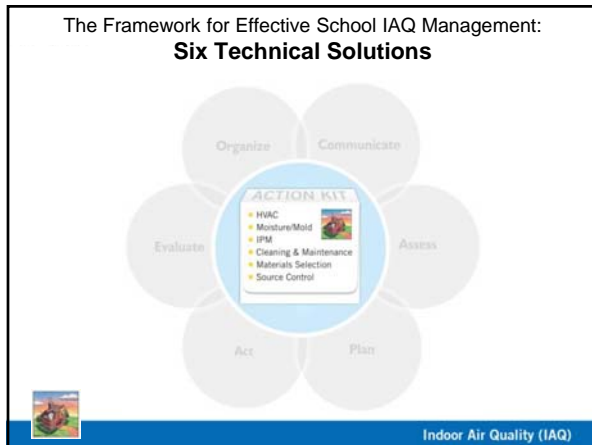 The Framework for Effective School IAQ Management:
Six Technical Solutions
Organize
Communicate
ACTION KIT
HVAC
Moisture/Mold
IPM
Cleaning & Maintenance
Materials Selection
Source Control
Evaluate
Assess
Act
Plan
Indoor Air Quality (IAQ)